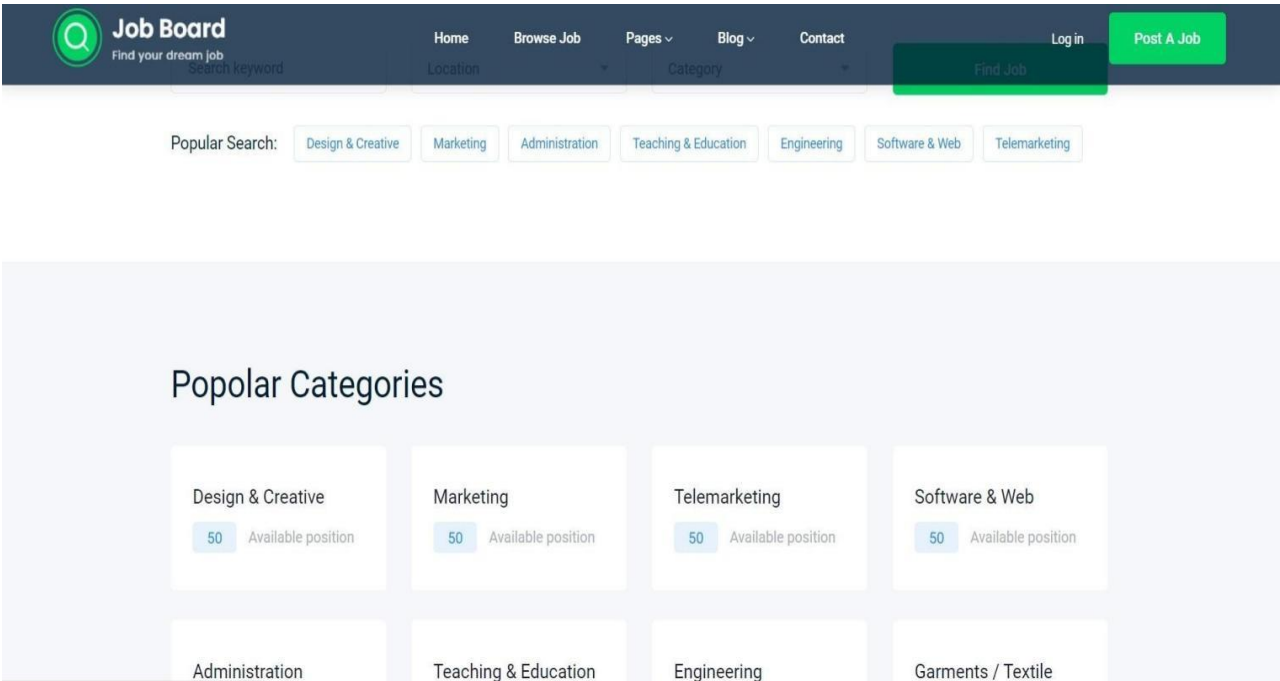 Job Board
Find your dream job
Home Browse Job Pages Blog Contact Log in Post A Job
Search keyword Location Category Find Job
Popular Search: Design & Creative Marketing Administration Teaching & Education Engineering Software & Web Telemarketing
Popolar Categories
Design & Creative Marketing Telemarketing Software & Web
50 Available position 50 Available position 50 Available position 50 Available position
Administration Teaching & Education Engineering Garments / Textile